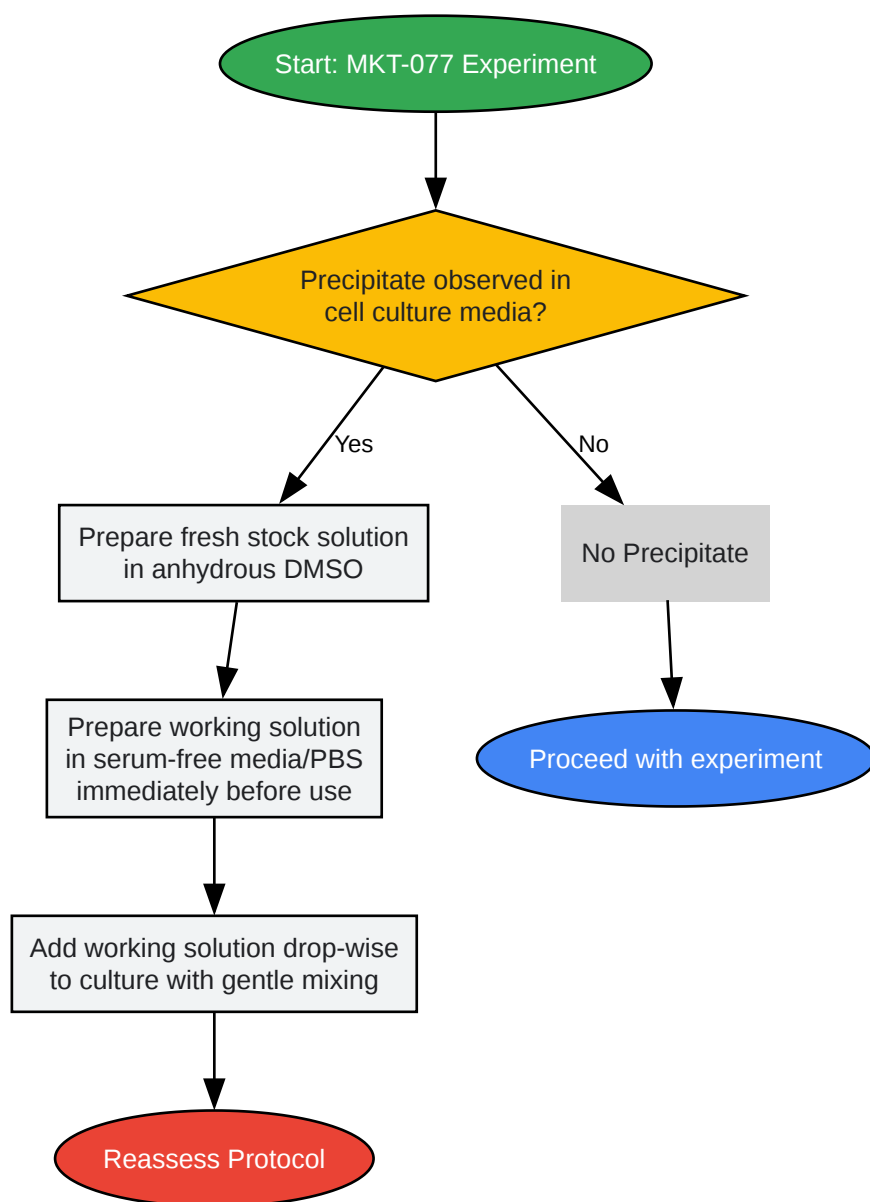 Start: MKT-077 Experiment
Precipitate observed in
cell culture media?
Yes
No
Prepare fresh stock solution
in anhydrous DMSO
No Precipitate
Prepare working solution
in serum-free media/PBS
immediately before use
Proceed with experiment
Add working solution drop-wise
to culture with gentle mixing
Reassess Protocol